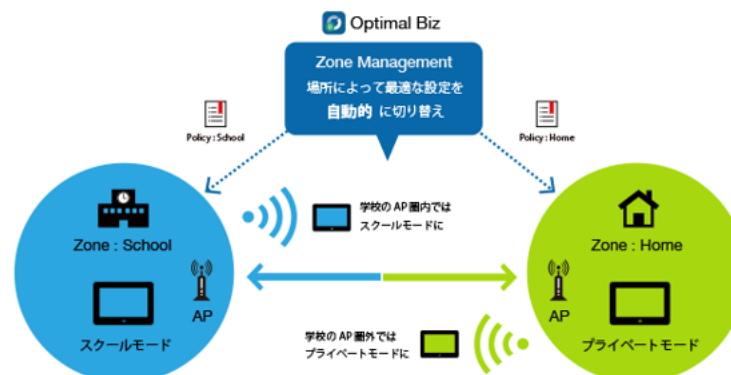 Optimal Biz
Zone Management
場所によって最適な設定を
自動的 に切り替え
Policy : School
Policy : Home
学校の AP 圏内では
スクールモードに
Zone : School
Zone : Home
AP
AP
スクールモード
学校の AP 圏外では
プライベートモードに
プライベートモード